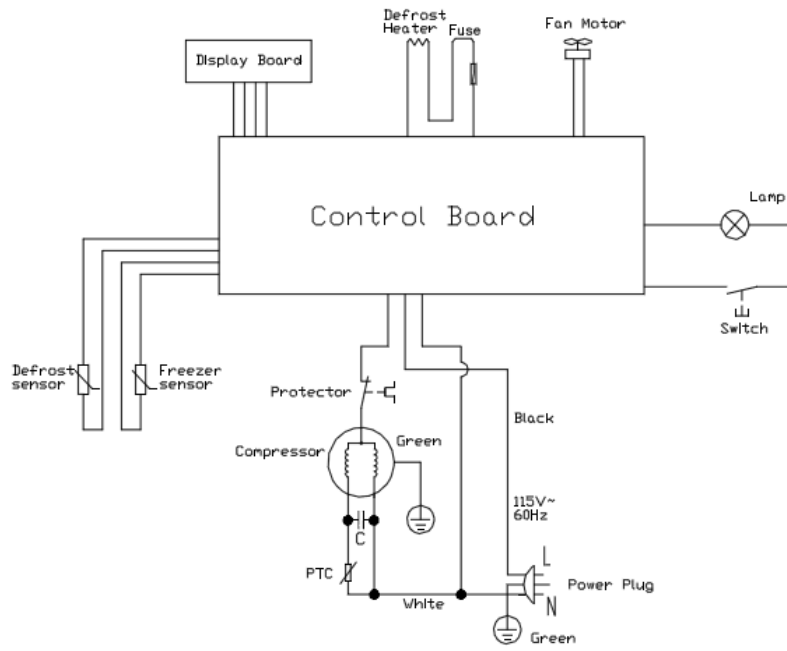 Defrost
Heater
Fuse
Fan Motor
Display Board
Lamp
Control Board
Switch
Defrost
sensor
Freezer
sensor
Protector
Black
Green
Compressor
115V~
60Hz
C
PTC
L
Power Plug
White
N
Green